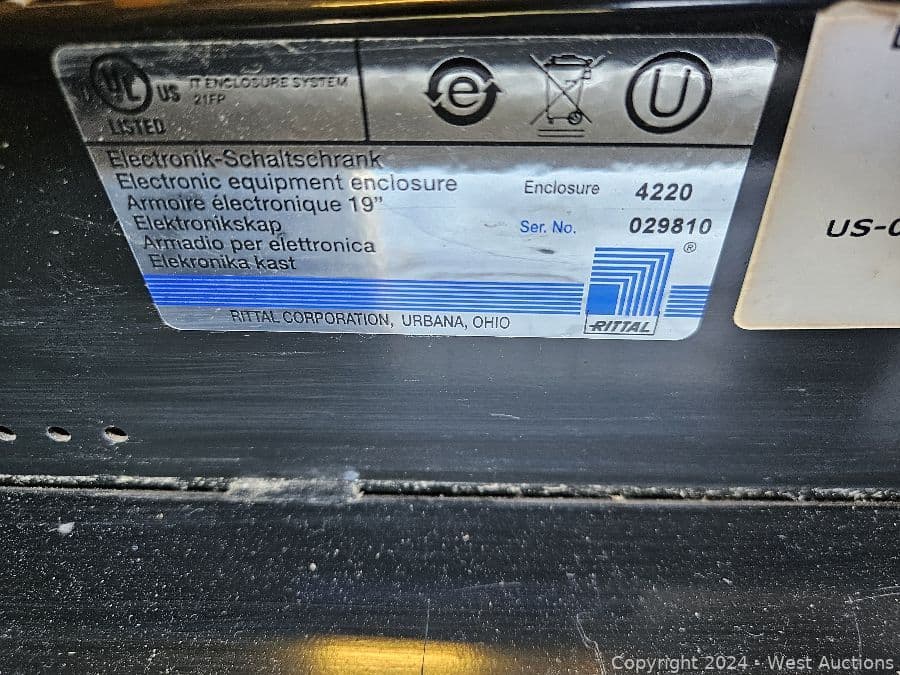 UL US IT ENCLOSURE SYSTEM
21FP
LISTED
e
U
Electronik-Schaltschrank
Electronic equipment enclosure
Armoire électronique 19"
Elektronikskap
Armadio per elettronica
Elekronika kast
Enclosure 4220
Ser. No. 029810
®
RITTAL
RITTAL CORPORATION, URBANA, OHIO
Copyright 2024 - West Auctions